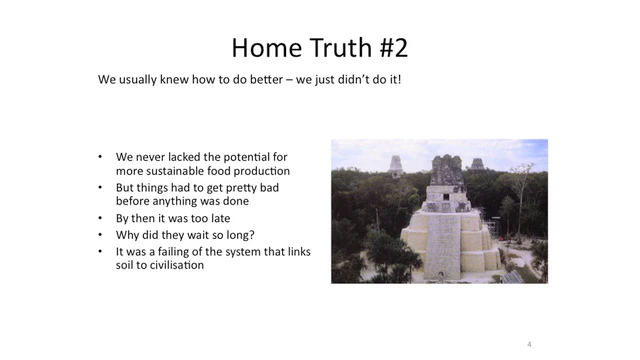 Home Truth #2
We usually knew how to do better – we just didn't do it!
• We never lacked the potential for
more sustainable food production
• But things had to get pretty bad
before anything was done
• By then it was too late
• Why did they wait so long?
• It was a failing of the system that links
soil to civilisation
4